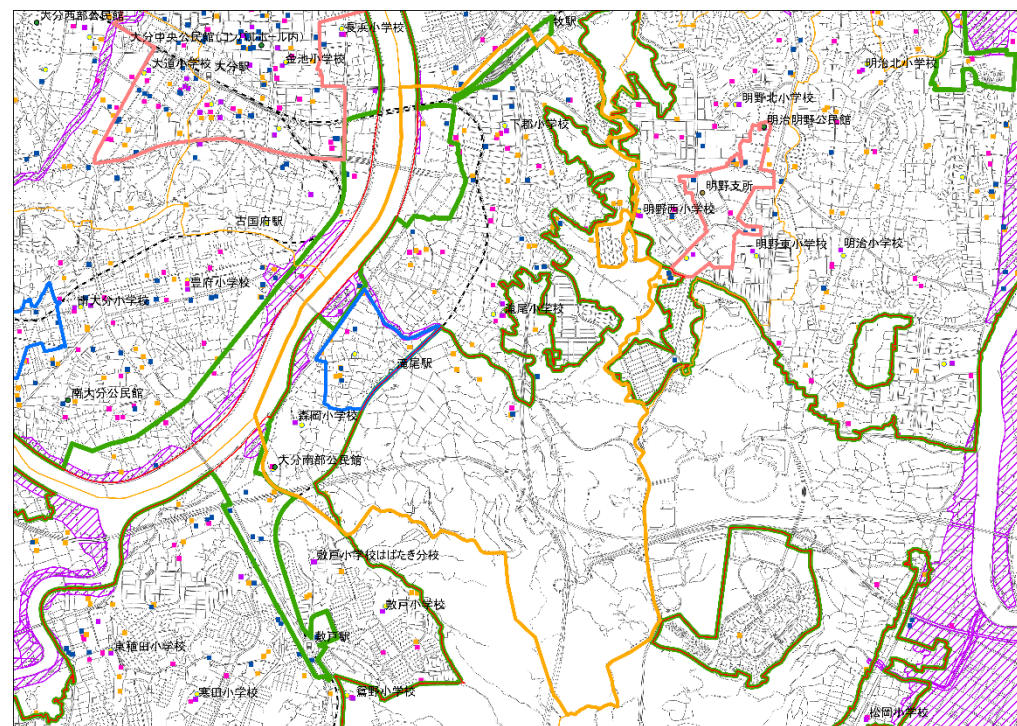 大分西部公民館
長浜小学校
牧駅
大分中央公民館(コンパルホール内)
金池小学校
大道小学校
大分駅
明治北小学校
明野北小学校
下郡小学校
明治明野公民館
明野支所
古国府駅
明野西小学校
明野東小学校
明治小学校
豊府小学校
南大分小学校
滝尾小学校
滝尾駅
南大分公民館
森岡小学校
大分南部公民館
敷戸小学校はばたき分校
敷戸小学校
敷戸駅
東稙田小学校
寒田小学校
鴛野小学校
松岡小学校